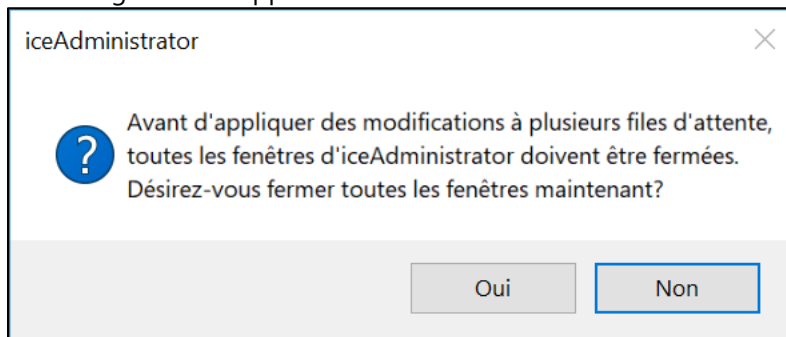 iceAdministrator
Avant d'appliquer des modifications à plusieurs files d'attente,
toutes les fenêtres d'iceAdministrator doivent être fermées.
Désirez-vous fermer toutes les fenêtres maintenant?
Oui
Non